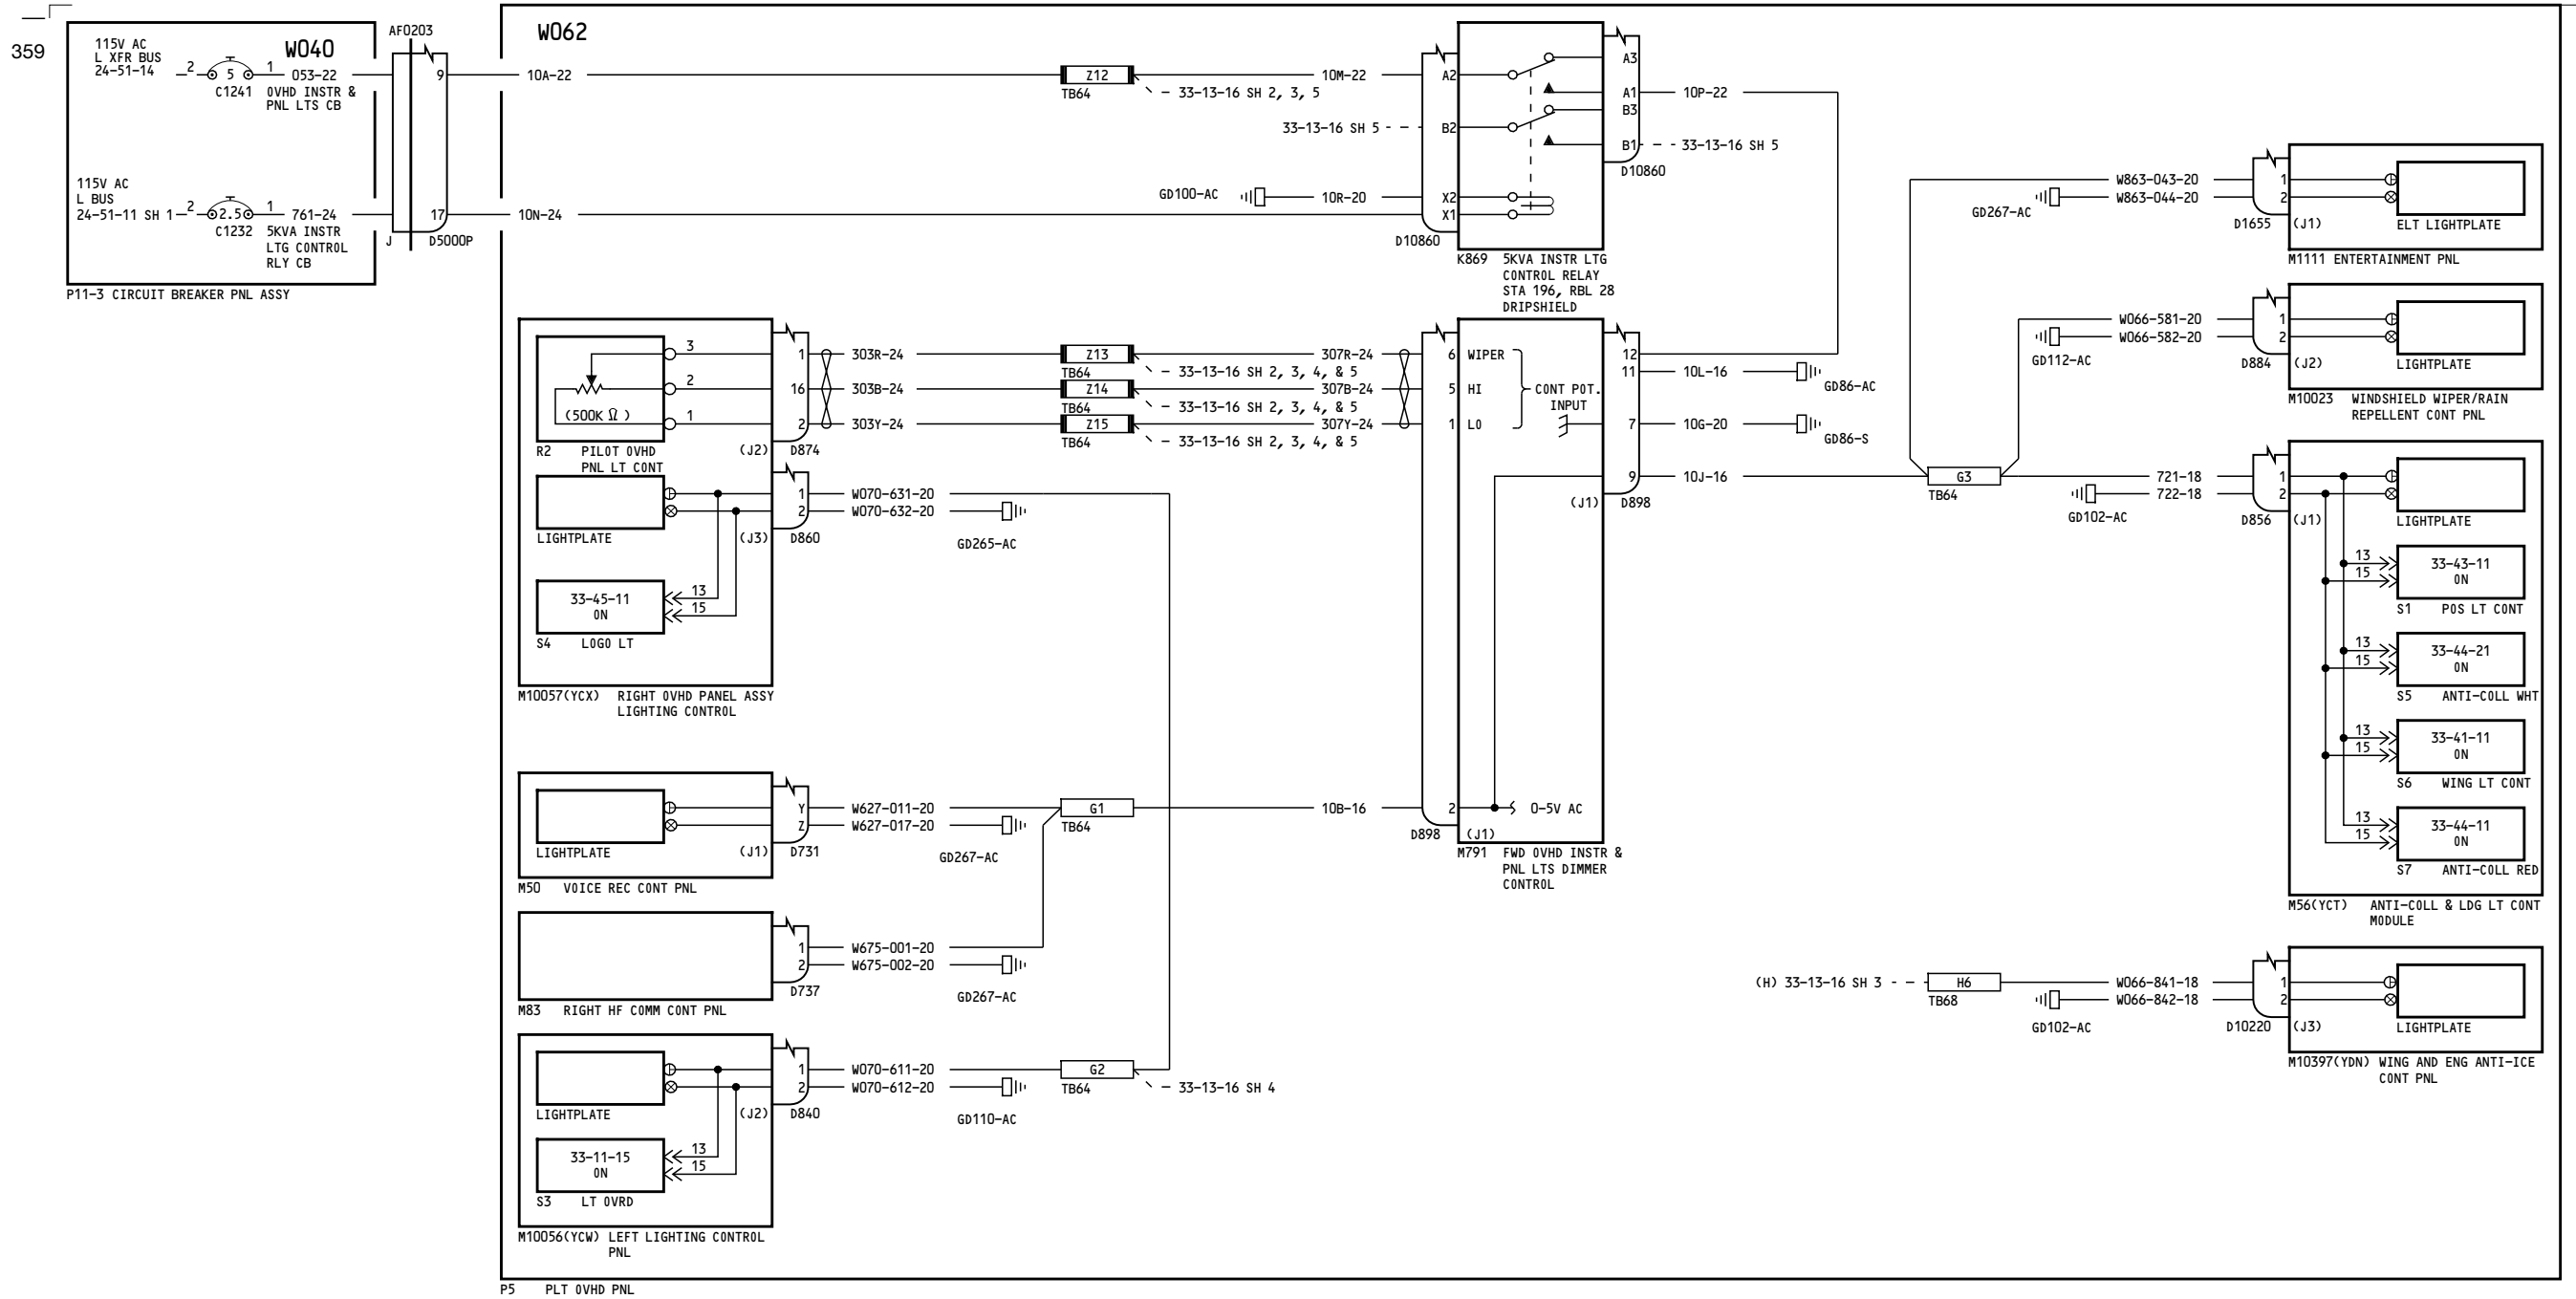 359
115V AC
L XFR BUS
24-51-14
W040
2 5 1 053-22
C1241 OVHD INSTR &
PNL LTS CB
115V AC
L BUS
24-51-11 SH 1
2 2.5 1 761-24
C1232 5KVA INSTR
LTG CONTROL
RLY CB
P11-3 CIRCUIT BREAKER PNL ASSY
AF0203
9
17
J D5000P
W062
10A-22
Z12
TB64
33-13-16 SH 2, 3, 5
10M-22
A2
33-13-16 SH 5
B2
GD100-AC
10R-20
X2
10N-24
X1
D10860
A3
A1
B3
B1
10P-22
33-13-16 SH 5
D10860
K869 5KVA INSTR LTG
CONTROL RELAY
STA 196, RBL 28
DRIPSHIELD
3
2
1
(500K Ω)
R2 PILOT OVHD
PNL LT CONT
1
16
2
(J2) D874
303R-24
303B-24
303Y-24
Z13
TB64
33-13-16 SH 2, 3, 4, & 5
Z14
TB64
33-13-16 SH 2, 3, 4, & 5
Z15
TB64
33-13-16 SH 2, 3, 4, & 5
307R-24
307B-24
307Y-24
6 WIPER
5 HI
1 LO
CONT POT.
INPUT
12
11
7
9
(J1) D898
10L-16
GD86-AC
10G-20
GD86-S
10J-16
G3
TB64
LIGHTPLATE
1
2
(J3) D860
W070-631-20
W070-632-20
GD265-AC
33-45-11
ON
13
15
S4 LOGO LT
M10057(YCX) RIGHT OVHD PANEL ASSY
LIGHTING CONTROL
LIGHTPLATE
Y
Z
(J1) D731
W627-011-20
W627-017-20
GD267-AC
G1
TB64
10B-16
2
D898 (J1)
0-5V AC
M791 FWD OVHD INSTR &
PNL LTS DIMMER
CONTROL
M50 VOICE REC CONT PNL
1
2
D737
W675-001-20
W675-002-20
GD267-AC
M83 RIGHT HF COMM CONT PNL
LIGHTPLATE
1
2
(J2) D840
W070-611-20
W070-612-20
GD110-AC
G2
TB64
33-13-16 SH 4
33-11-15
ON
13
15
S3 LT OVRD
M10056(YCW) LEFT LIGHTING CONTROL
PNL
P5 PLT OVHD PNL
W863-043-20
W863-044-20
GD267-AC
1
2
D1655 (J1)
ELT LIGHTPLATE
M1111 ENTERTAINMENT PNL
W066-581-20
W066-582-20
GD112-AC
1
2
D884 (J2)
LIGHTPLATE
M10023 WINDSHIELD WIPER/RAIN
REPELLENT CONT PNL
721-18
722-18
GD102-AC
1
2
D856 (J1)
LIGHTPLATE
13
15
33-43-11
ON
S1 POS LT CONT
13
15
33-44-21
ON
S5 ANTI-COLL WHT
13
15
33-41-11
ON
S6 WING LT CONT
13
15
33-44-11
ON
S7 ANTI-COLL RED
M56(YCT) ANTI-COLL & LDG LT CONT
MODULE
(H) 33-13-16 SH 3
H6
TB68
W066-841-18
W066-842-18
GD102-AC
1
2
D10220 (J3)
LIGHTPLATE
M10397(YDN) WING AND ENG ANTI-ICE
CONT PNL